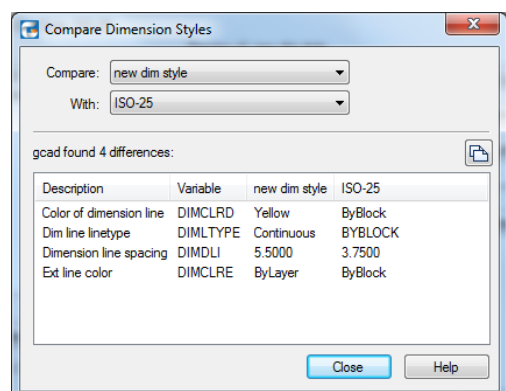 Compare Dimension Styles
Compare: new dim style
With: ISO-25
gcad found 4 differences:
Description Variable new dim style ISO-25
Color of dimension line DIMCLRD Yellow ByBlock
Dim line linetype DIMLTYPE Continuous BYBLOCK
Dimension line spacing DIMDLI 5.5000 3.7500
Ext line color DIMCLRE ByLayer ByBlock
Close Help